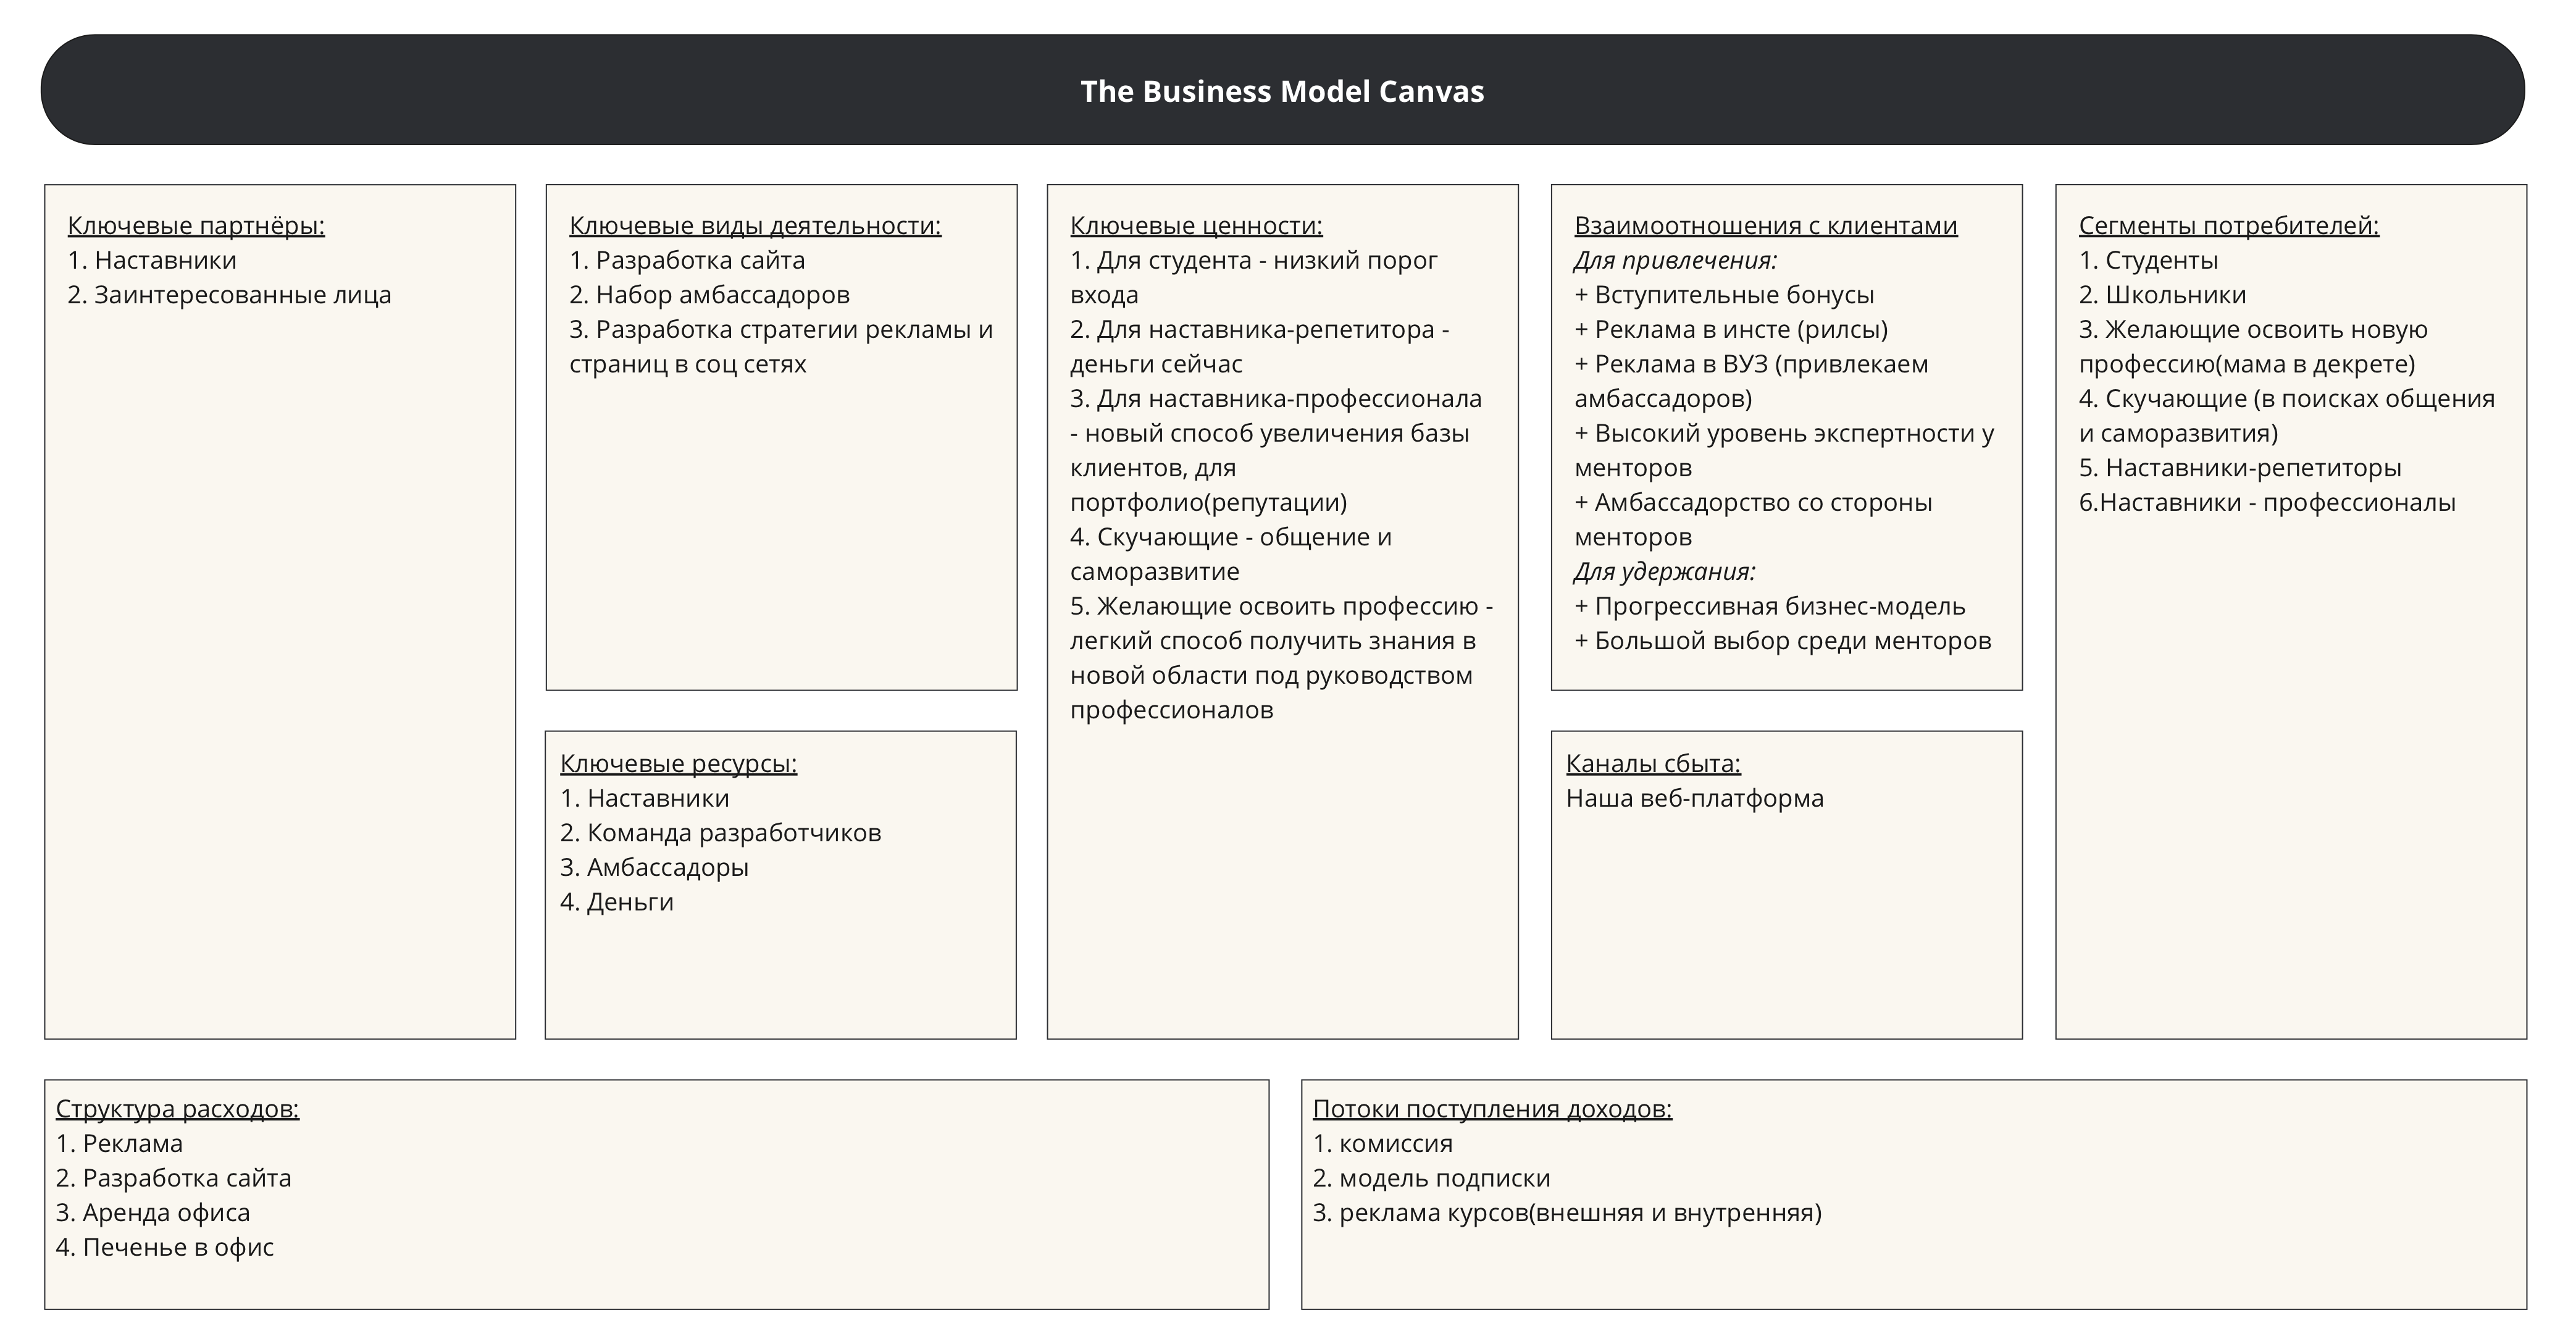 The Business Model Canvas
Ключевые партнёры:
1. Наставники
2. Заинтересованные лица
Ключевые виды деятельности:
1. Разработка сайта
2. Набор амбассадоров
3. Разработка стратегии рекламы и
страниц в соц сетях
Ключевые ресурсы:
1. Наставники
2. Команда разработчиков
3. Амбассадоры
4. Деньги
Ключевые ценности:
1. Для студента - низкий порог
входа
2. Для наставника-репетитора -
деньги сейчас
3. Для наставника-профессионала
- новый способ увеличения базы
клиентов, для
портфолио(репутации)
4. Скучающие - общение и
саморазвитие
5. Желающие освоить профессию -
легкий способ получить знания в
новой области под руководством
профессионалов
Взаимоотношения с клиентами
Для привлечения:
+ Вступительные бонусы
+ Реклама в инсте (рилсы)
+ Реклама в ВУЗ (привлекаем
амбассадоров)
+ Высокий уровень экспертности у
менторов
+ Амбассадорство со стороны
менторов
Для удержания:
+ Прогрессивная бизнес-модель
+ Большой выбор среди менторов
Каналы сбыта:
Наша веб-платформа
Сегменты потребителей:
1. Студенты
2. Школьники
3. Желающие освоить новую
профессию(мама в декрете)
4. Скучающие (в поисках общения
и саморазвития)
5. Наставники-репетиторы
6.Наставники - профессионалы
Структура расходов:
1. Реклама
2. Разработка сайта
3. Аренда офиса
4. Печенье в офис
Потоки поступления доходов:
1. комиссия
2. модель подписки
3. реклама курсов(внешняя и внутренняя)